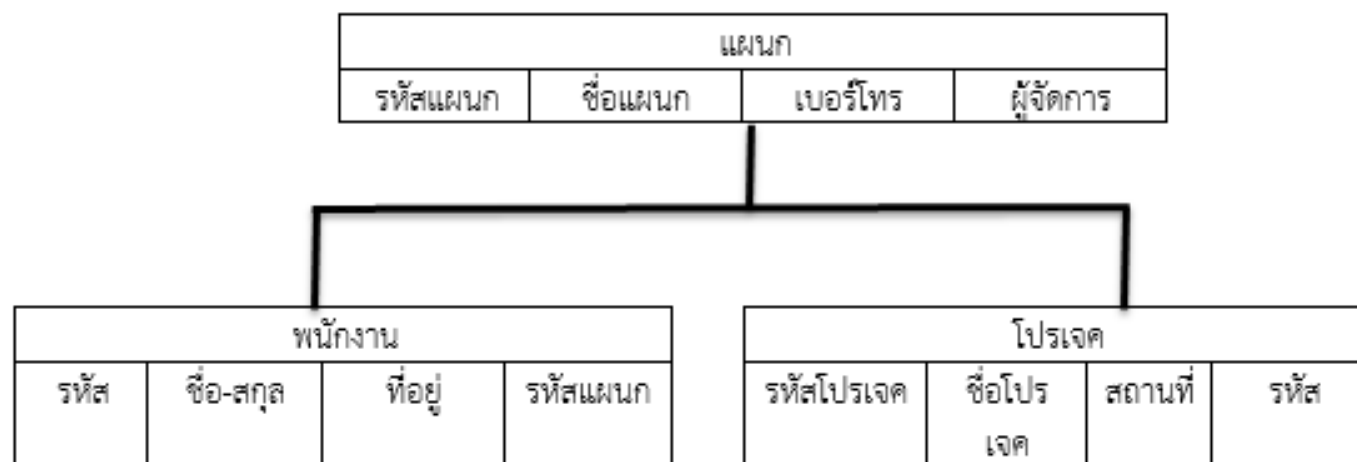 แผนก
รหัสแผนก ชื่อแผนก เบอร์โทร ผู้จัดการ
พนักงาน
รหัส ชื่อ-สกุล ที่อยู่ รหัสแผนก
โปรเจค
รหัสโปรเจค ชื่อโปร สถานที่ รหัส
เจค